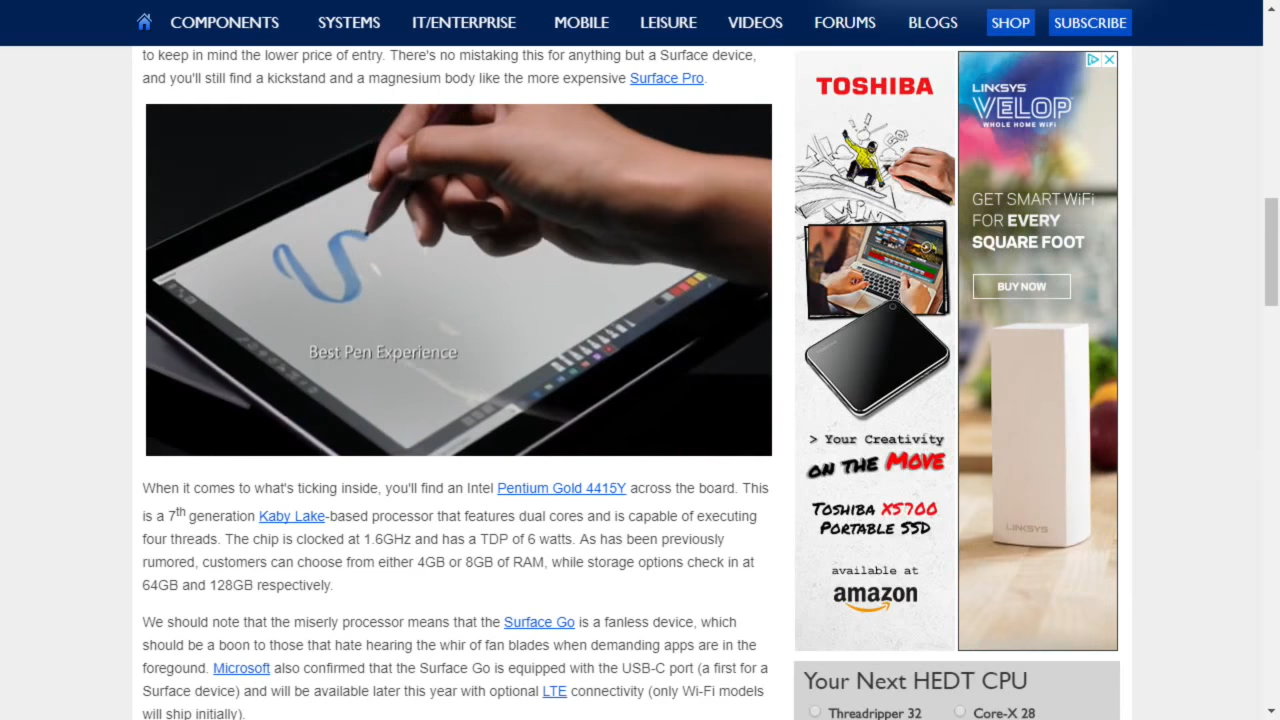 COMPONENTS SYSTEMS IT/ENTERPRISE MOBILE LEISURE VIDEOS FORUMS BLOGS SHOP SUBSCRIBE
to keep in mind the lower price of entry. There's no mistaking this for anything but a Surface device,
and you'll still find a kickstand and a magnesium body like the more expensive Surface Pro.
Best Pen Experience
When it comes to what's ticking inside, you'll find an Intel Pentium Gold 4415Y across the board. This
is a 7th generation Kaby Lake-based processor that features dual cores and is capable of executing
four threads. The chip is clocked at 1.6GHz and has a TDP of 6 watts. As has been previously
rumored, customers can choose from either 4GB or 8GB of RAM, while storage options check in at
64GB and 128GB respectively.
We should note that the miserly processor means that the Surface Go is a fanless device, which
should be a boon to those that hate hearing the whir of fan blades when demanding apps are in the
foreground. Microsoft also confirmed that the Surface Go is equipped with the USB-C port (a first for a
Surface device) and will be available later this year with optional LTE connectivity (only Wi-Fi models
will ship initially).
TOSHIBA
> Your Creativity
ON THE MOVE
TOSHIBA XS700
PORTABLE SSD
available at
amazon
LINKSYS
VELOP
WHOLE HOME WiFi
GET SMART WiFi
FOR EVERY
SQUARE FOOT
BUY NOW
LINKSYS
Your Next HEDT CPU
Threadripper 32 Core-X 28